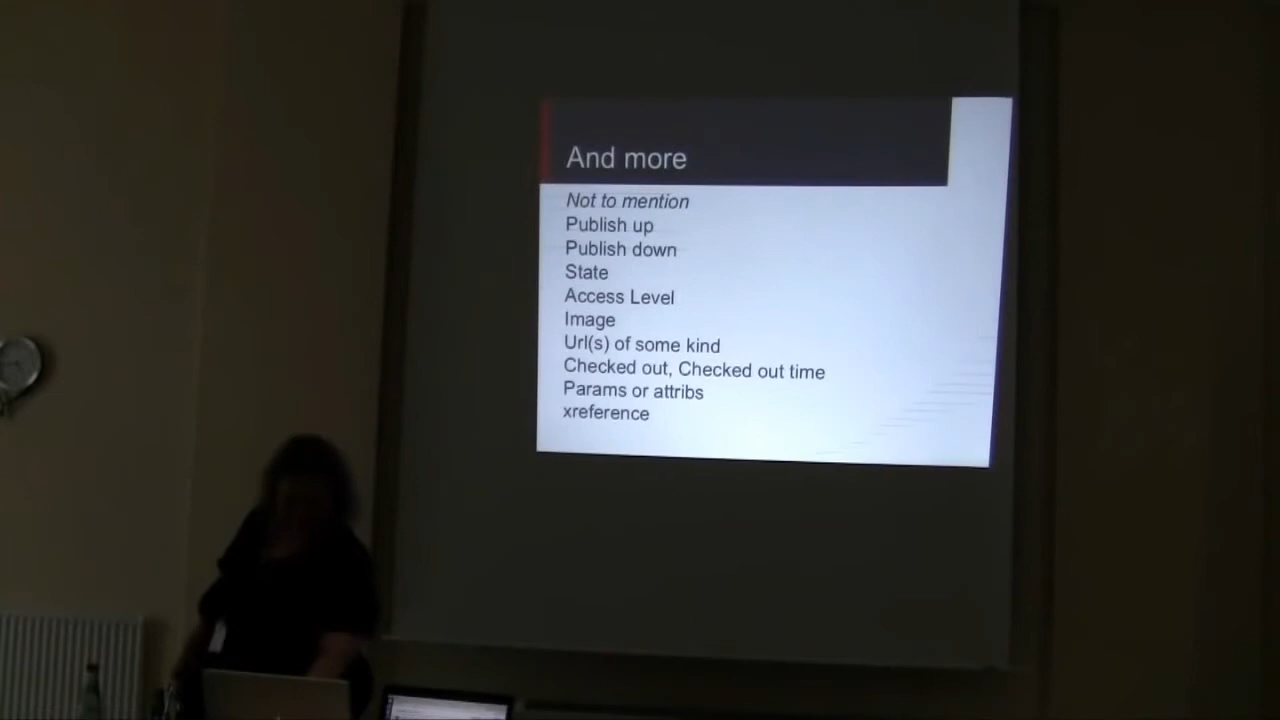 And more
Not to mention
Publish up
Publish down
State
Access Level
Image
Url(s) of some kind
Checked out, Checked out time
Params or attribs
xreference